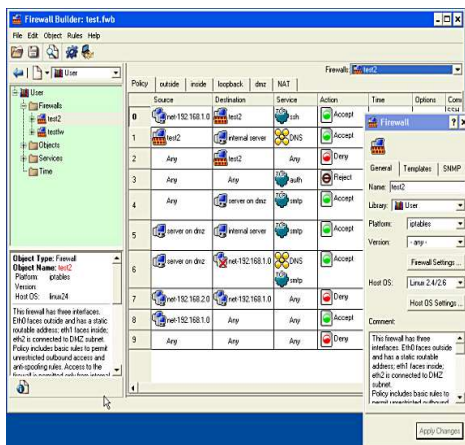 Firewall Builder: test.fwb
File Edit Object Rules Help
User
Firewall: test2
User
Firewalls
test2
testfw
Objects
Services
Time
Policy outside inside loopback dmz NAT
Source Destination Service Action Time Options
0 net-192.168.1.0 test2 ssh Accept
1 test2 internal server DNS Accept
2 Any test2 Any Deny
3 Any Any auth Reject
4 Any server on dmz smtp Accept
5 server on dmz internal server smtp Accept
6 server on dmz net-192.168.1.0 DNS smtp Accept
7 net-192.168.2.0 net-192.168.1.0 Any Deny
8 net-192.168.1.0 Any Any Accept
9 Any Any Any Deny
Object Type: Firewall
Object Name: test2
Platform: iptables
Version:
Host OS: linux24
This firewall has three interfaces.
Eth0 faces outside and has a static
routable address; eth1 faces inside;
eth2 is connected to DMZ subnet.
Policy includes basic rules to permit
unrestricted outbound access and
anti-spoofing rules. Access to the
firewall is permitted only from internal
Firewall
General Templates SNMP
Name: test2
Library: User
Platform: iptables
Version: - any -
Firewall Settings ...
Host OS: Linux 2.4/2.6
Host OS Settings ...
Comment:
This firewall has three
interfaces. Eth0 faces outside
and has a static routable
address; eth1 faces inside;
eth2 is connected to DMZ
subnet.
Policy includes basic rules to
permit unrestricted outbound
Apply Changes